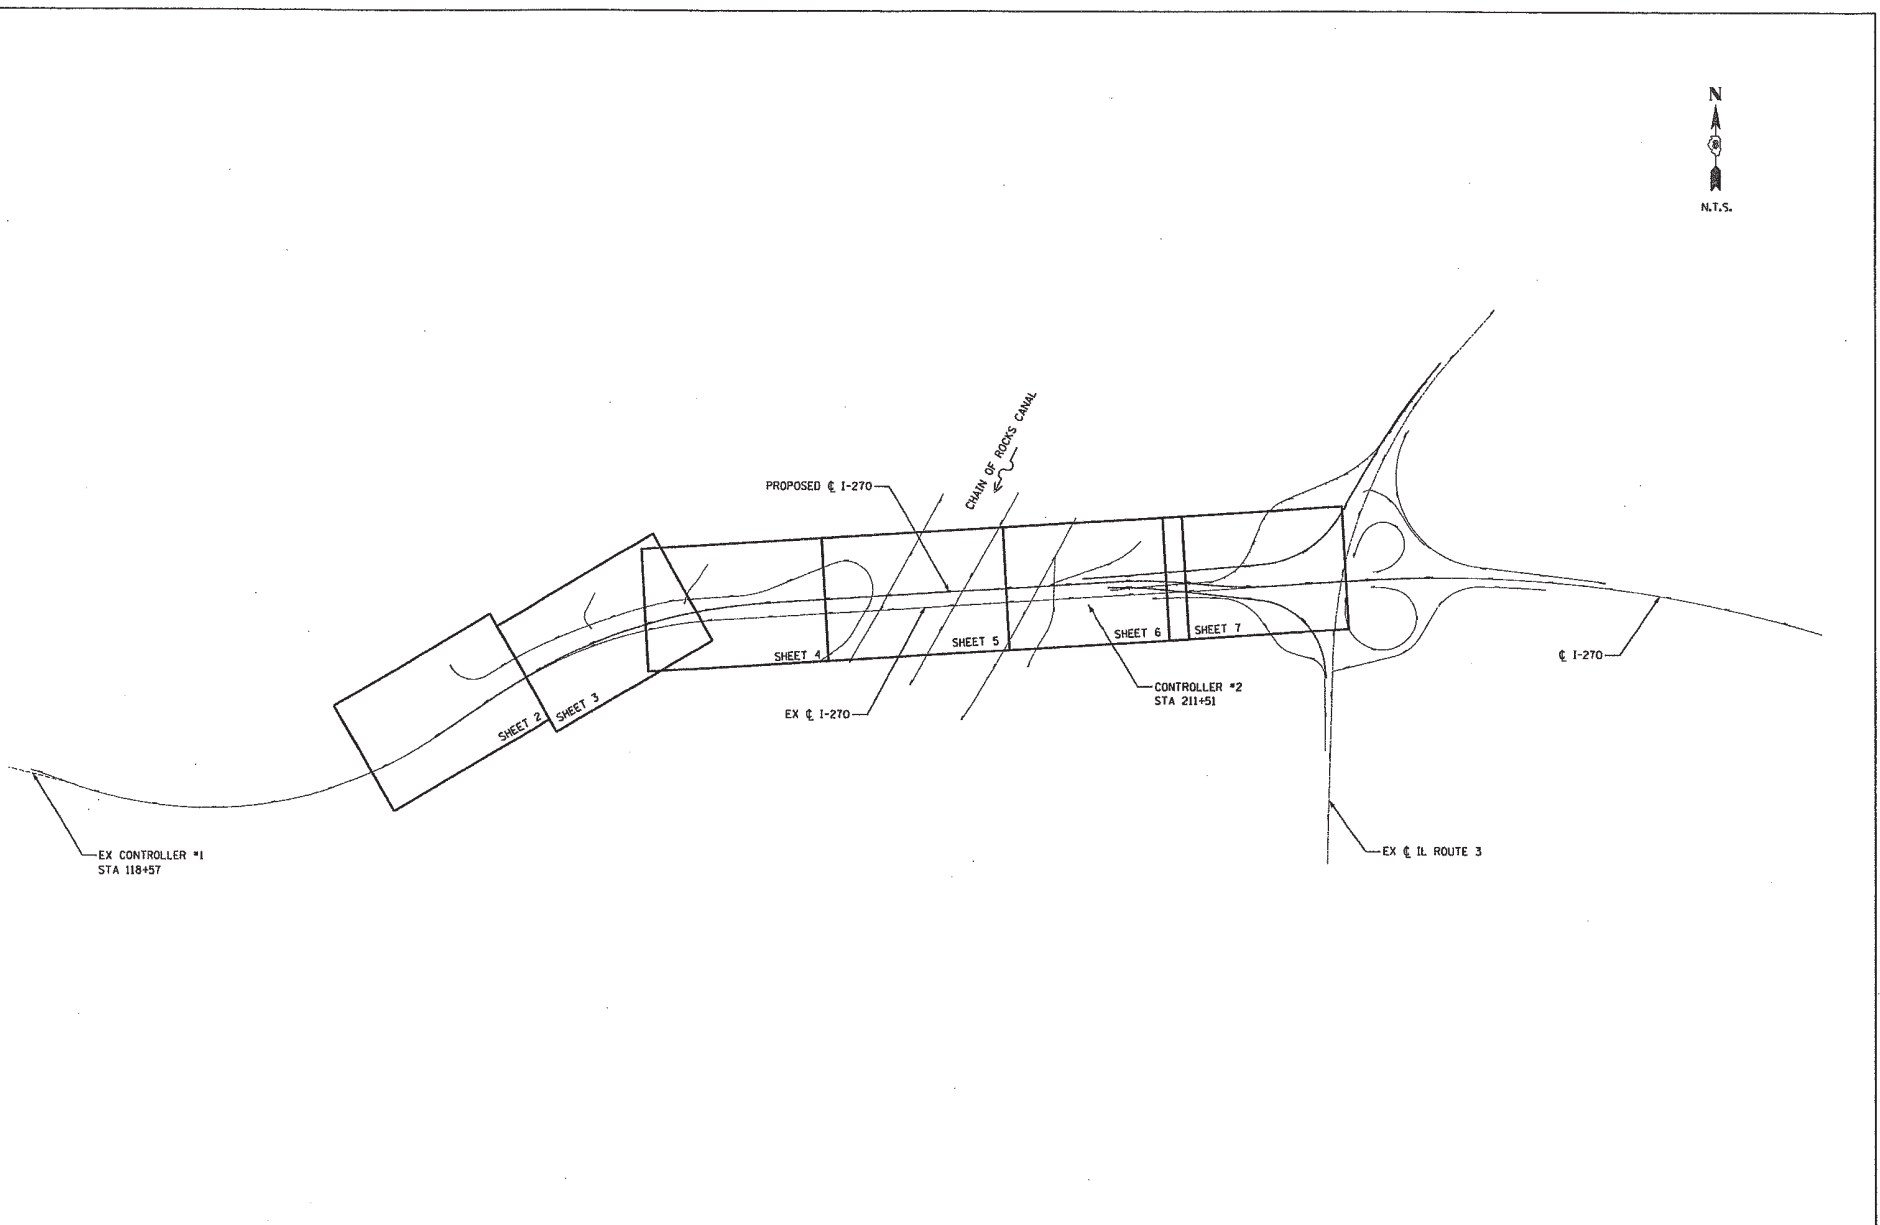 N
N.T.S.
CHAIN OF ROCKS CANAL
PROPOSED ℄ I-270
SHEET 7
SHEET 6
SHEET 5
SHEET 4
SHEET 3
SHEET 2
℄ I-270
CONTROLLER #2
STA 211+51
EX ℄ I-270
EX CONTROLLER #1
STA 118+57
EX ℄ IL ROUTE 3